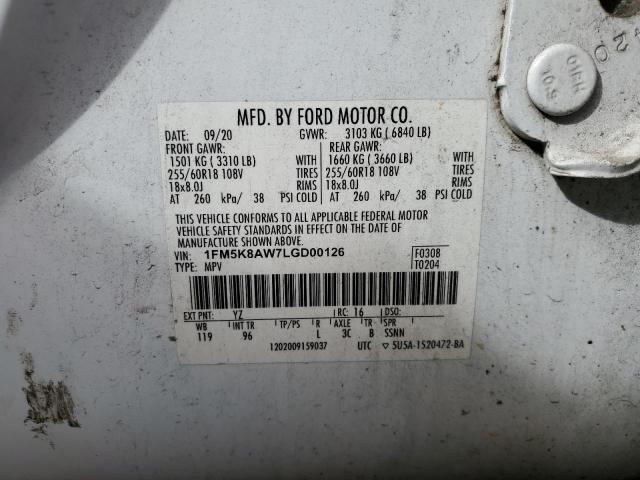 MFD. BY FORD MOTOR CO.
DATE: 09/20 GVWR: 3103 KG ( 6840 LB)
FRONT GAWR: REAR GAWR:
1501 KG ( 3310 LB) WITH 1660 KG ( 3660 LB) WITH
255/60R18 108V TIRES 255/60R18 108V TIRES
18x8.0J RIMS 18x8.0J RIMS
AT 260 kPa/ 38 PSI COLD AT 260 kPa/ 38 PSI COLD
THIS VEHICLE CONFORMS TO ALL APPLICABLE FEDERAL MOTOR
VEHICLE SAFETY STANDARDS IN EFFECT ON THE DATE OF
MANUFACTURE SHOWN ABOVE.
VIN: 1FM5K8AW7LGD00126 F0308
TYPE: MPV T0204
EXT PNT: YZ RC: 16 DSO:
WB INT TR TP/PS R AXLE TR SPR
119 96 L 3C B SSNN
1202009159037 UTC ▽ 5U5A-1520472-BA